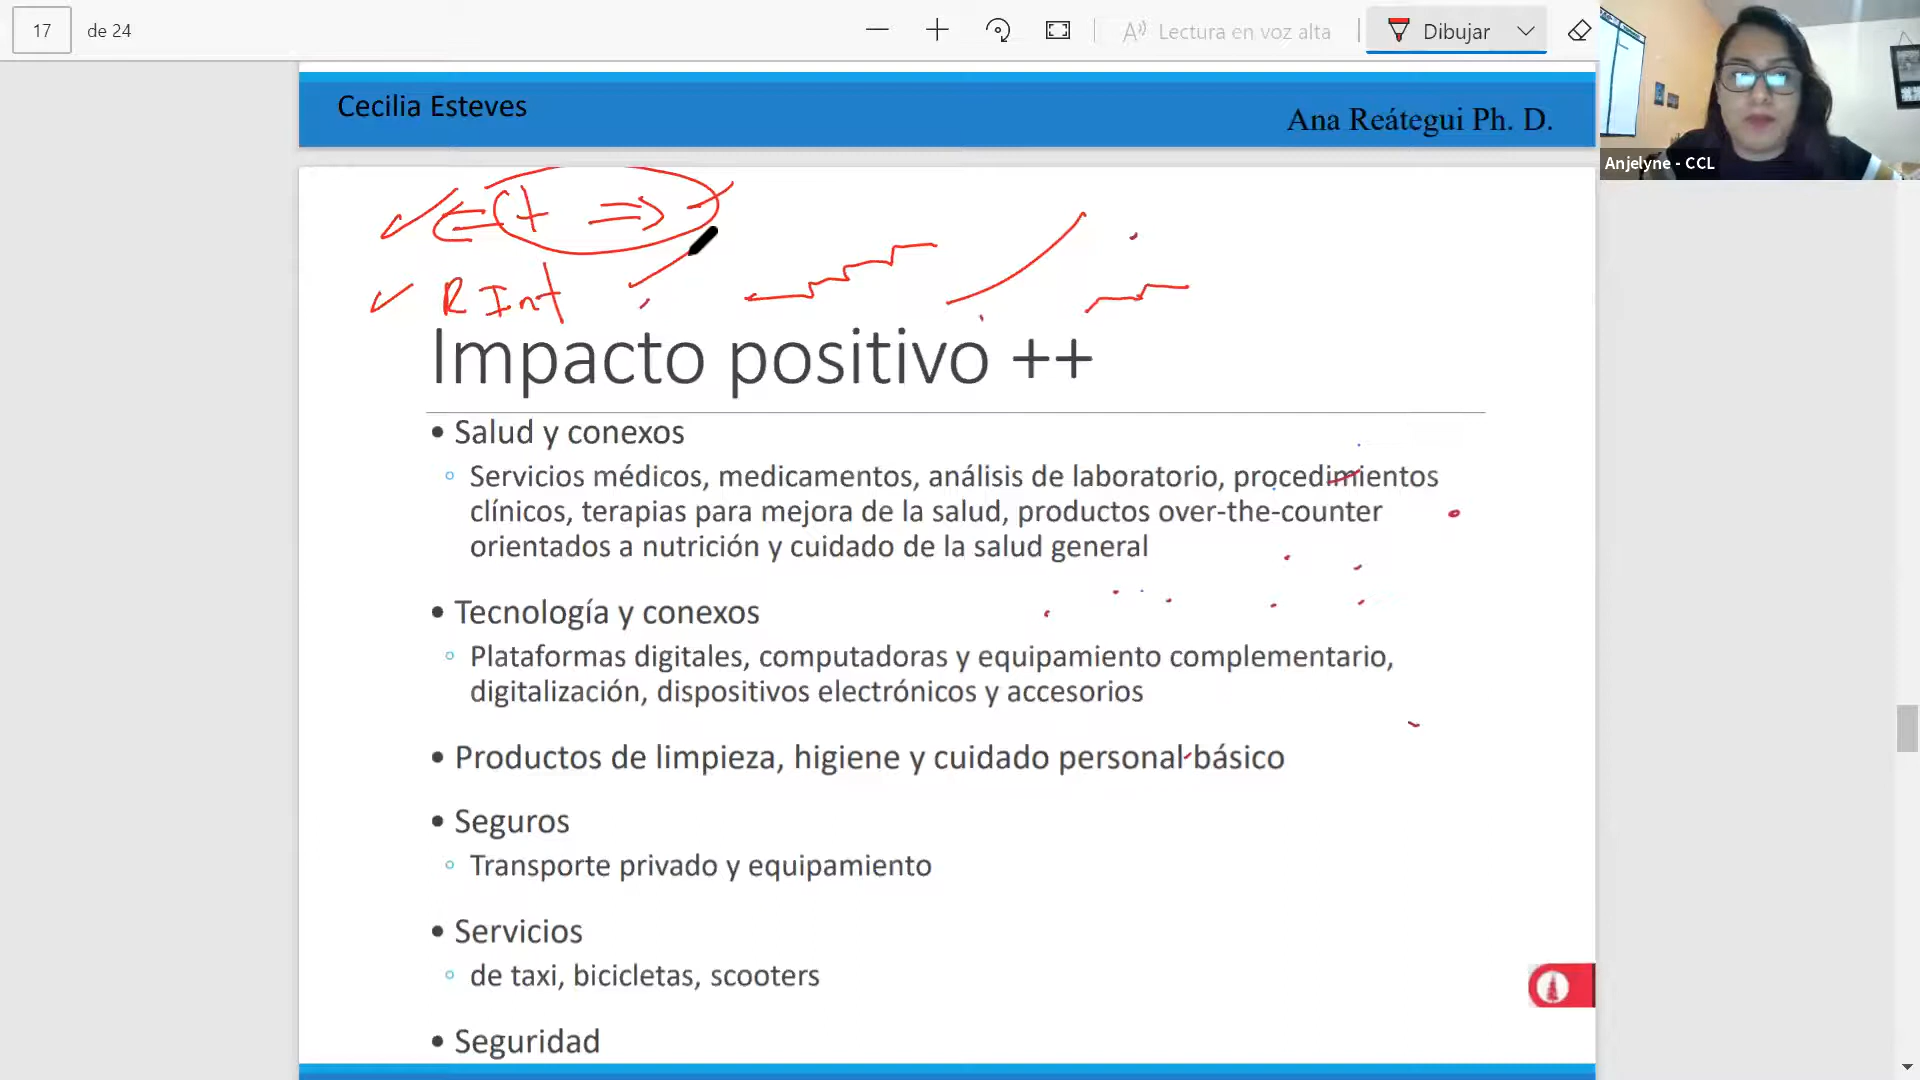 17 de 24 Lectura en voz alta Dibujar
Cecilia Esteves
Ana Reátegui Ph. D.
Anjelyne - CCL
R Int
Impacto positivo ++
• Salud y conexos
Servicios médicos, medicamentos, análisis de laboratorio, procedimientos
clínicos, terapias para mejora de la salud, productos over-the-counter
orientados a nutrición y cuidado de la salud general
• Tecnología y conexos
Plataformas digitales, computadoras y equipamiento complementario,
digitalización, dispositivos electrónicos y accesorios
• Productos de limpieza, higiene y cuidado personal básico
• Seguros
Transporte privado y equipamiento
• Servicios
de taxi, bicicletas, scooters
• Seguridad